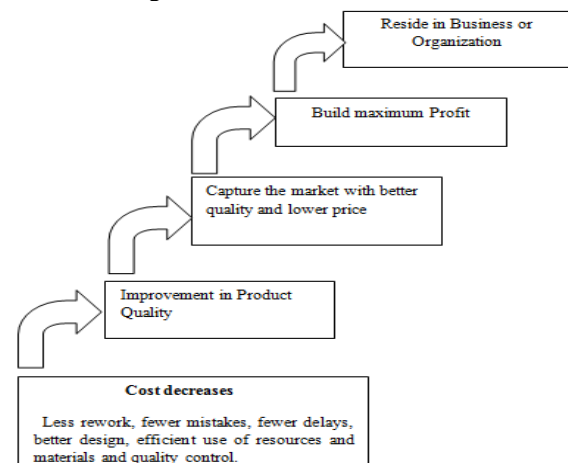 Reside in Business or
Organization
Build maximum Profit
Capture the market with better
quality and lower price
Improvement in Product
Quality
Cost decreases
Less rework, fewer mistakes, fewer delays,
better design, efficient use of resources and
materials and quality control.